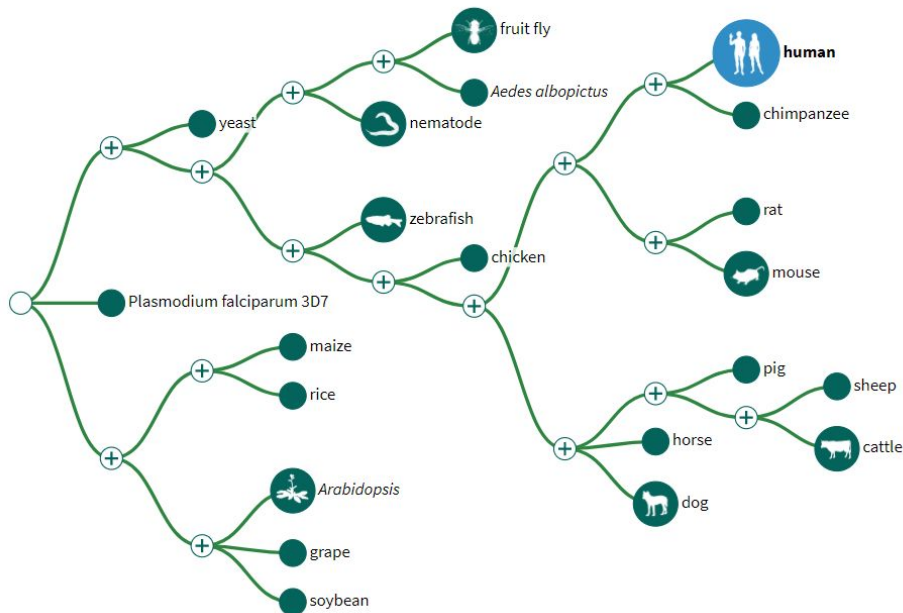 fruit fly
human
Aedes albopictus
chimpanzee
yeast
nematode
rat
zebrafish
chicken
mouse
Plasmodium falciparum 3D7
maize
pig
sheep
rice
horse
cattle
Arabidopsis
dog
grape
soybean